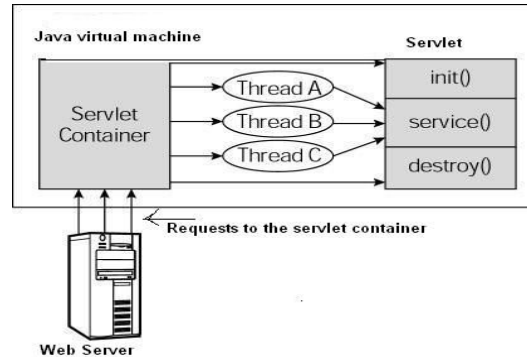 Java virtual machine
Servlet
Servlet
Container
Thread A
Thread B
Thread C
init()
service()
destroy()
Requests to the servlet container
Web Server